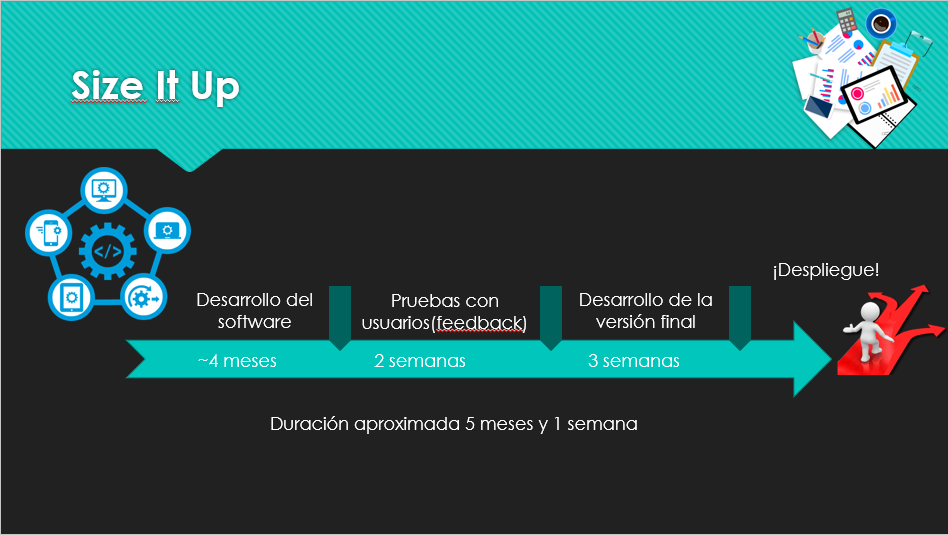 Size It Up
</>
¡Despliegue!
Desarrollo del
software
Pruebas con
usuarios(feedback)
Desarrollo de la
versión final
~4 meses
2 semanas
3 semanas
Duración aproximada 5 meses y 1 semana